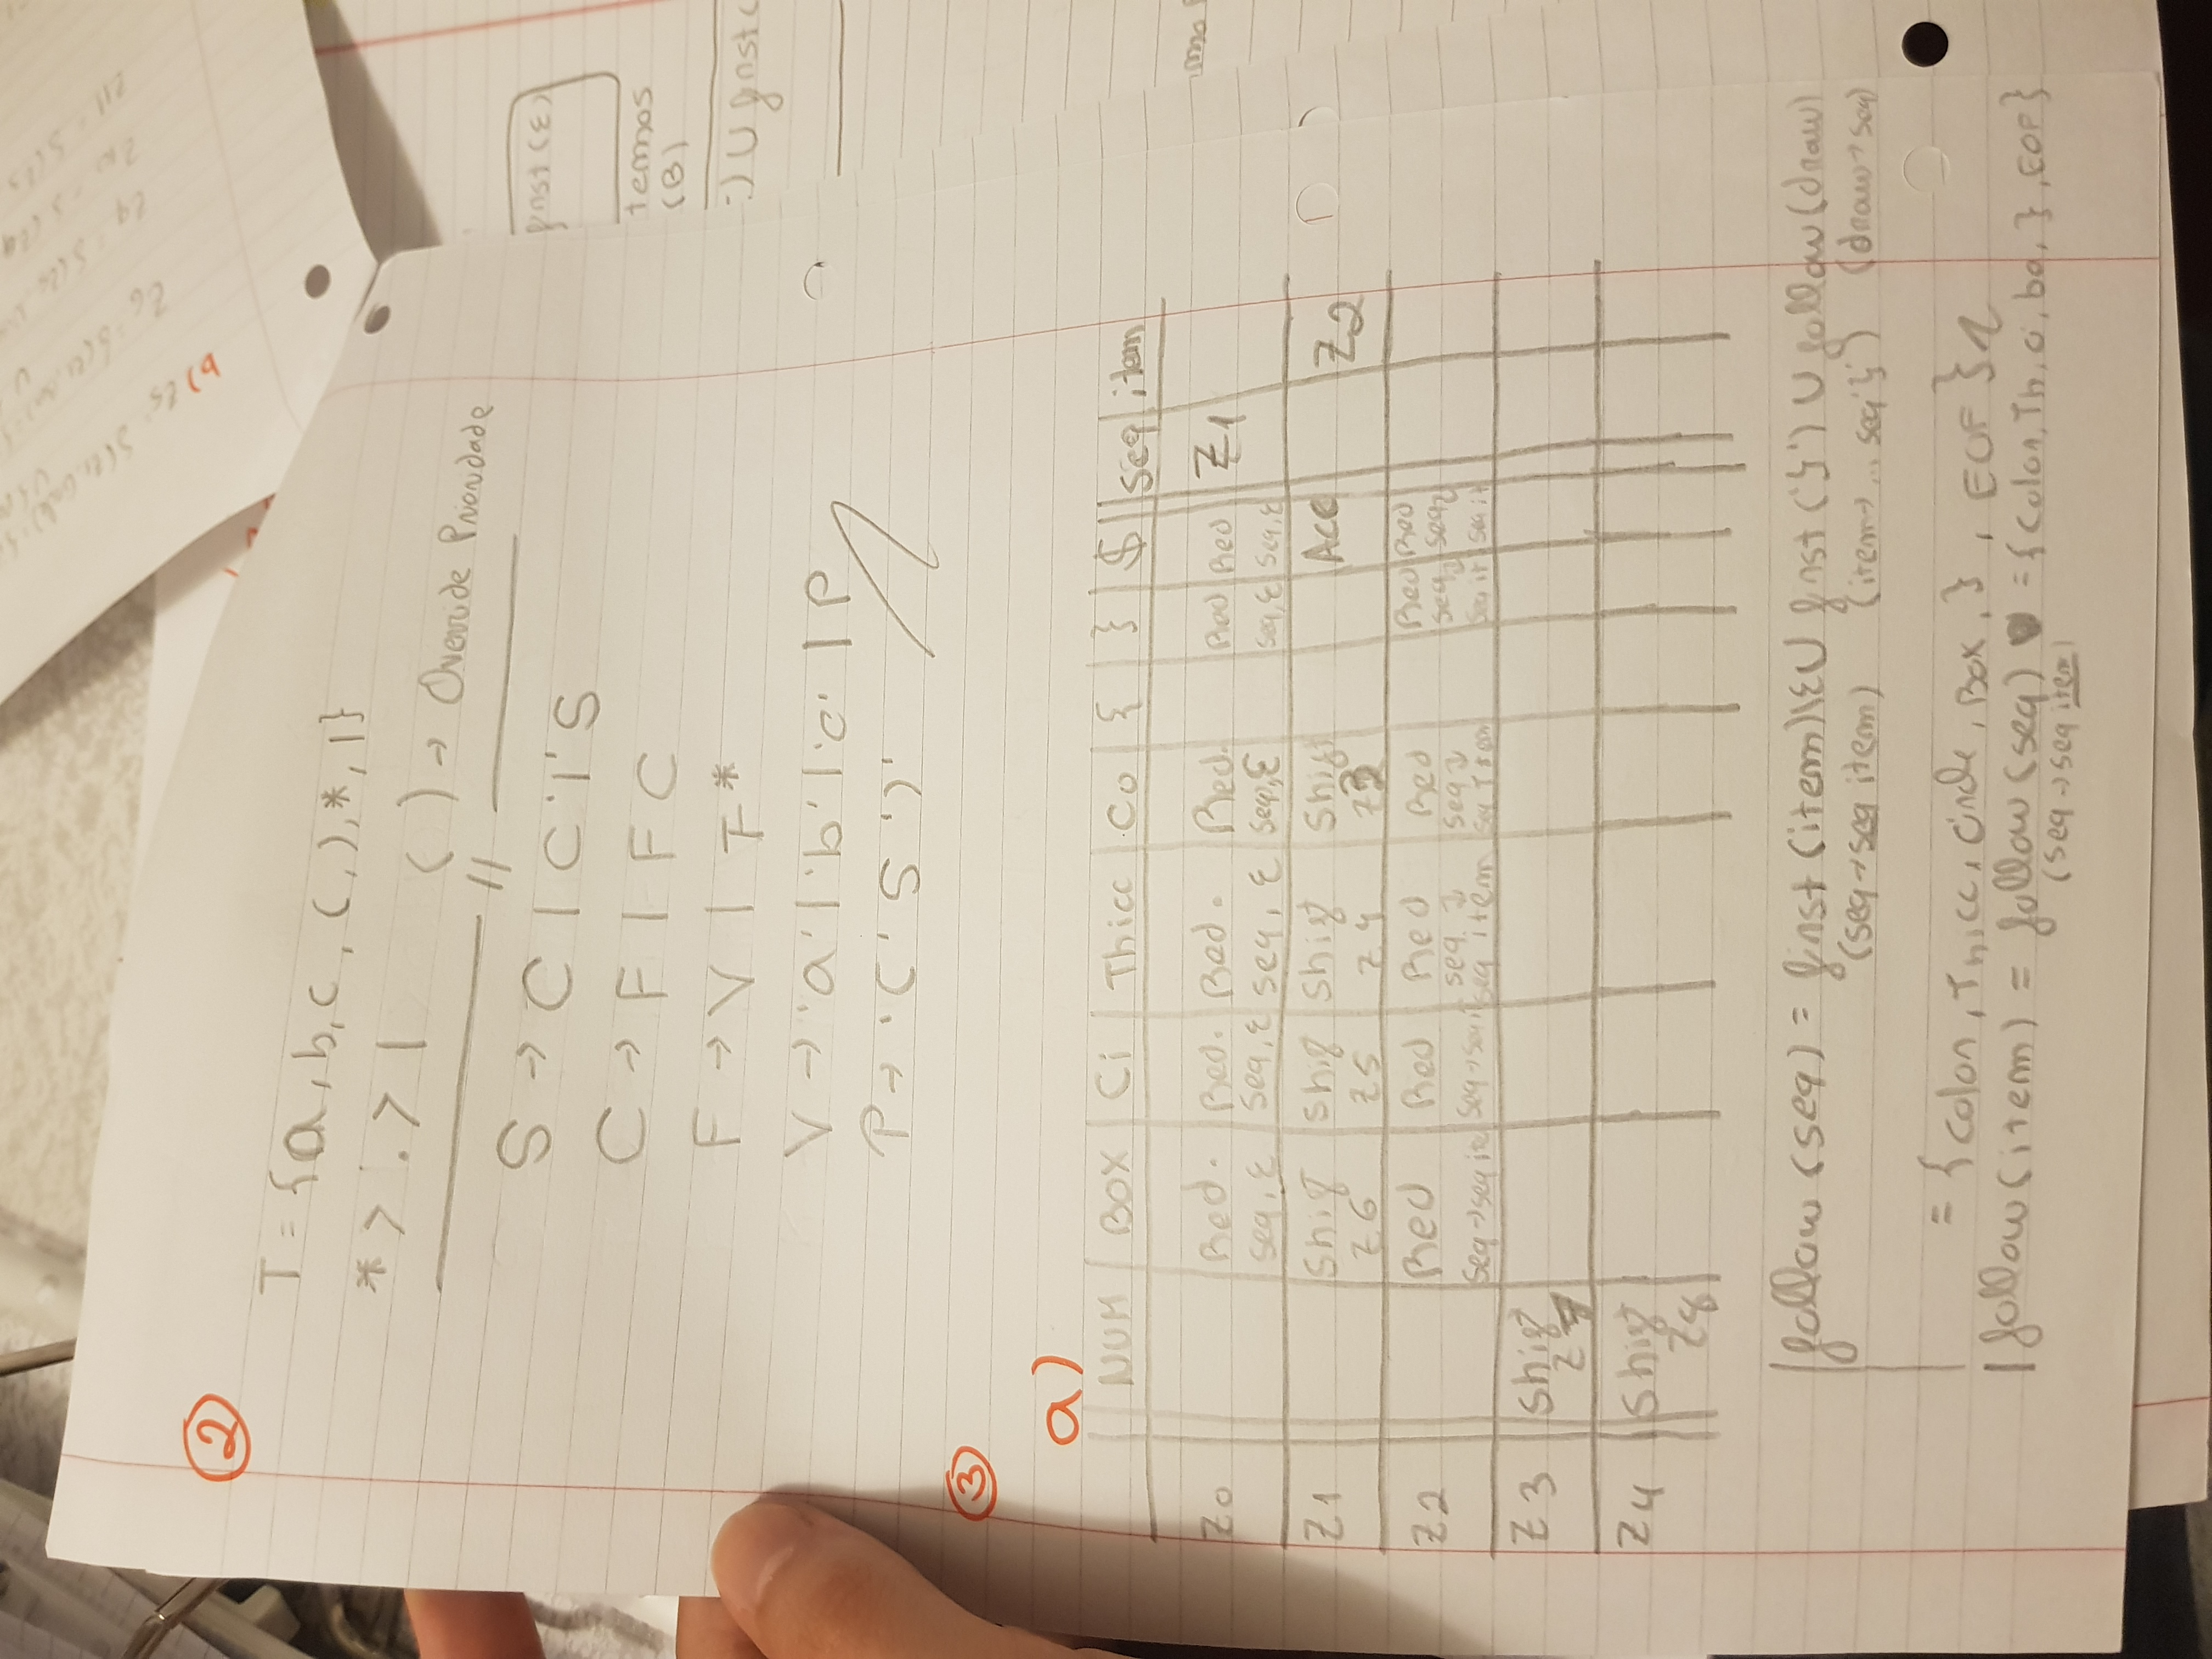 2
T = {a, b, c, (, ), *, |}
* > . > | ( ) → Override Prioridade
//
S → C | C '|' S
C → F | F C
F → V | F *
V → 'a' | 'b' | 'c' | P
P → '(' S ')'
3
a)
NUM BOX Ci Thicc Co { } $ Seq item
Z0 Red. Red. Red. Red. Red Red Z1
seq, ε seq, ε seq, ε seq, ε seq, ε seq, ε
Z1 Shift Shift Shift Shift Acc Z2
Z6 Z5 Z4 Z3
Z2 Red Red Red Red Red Red
seq seq seq seq
seq → seq ite seq → seq i seq item seq item seq it seq it
Z3 Shift
Z7
Z4 Shift
Z8
follow (seq) = first (item)\ε ∪ first ('}') ∪ follow (draw)
(seq → seq item) (item → ... seq '}') (draw → seq)
= {color, Thicc, circle, Box, }, EOF}
follow (item) = follow (seq) = {color, Th, ci, bo, }, EOF}
(seq → seq item)
b)
first (ε)
termos
(B)
∪ first (